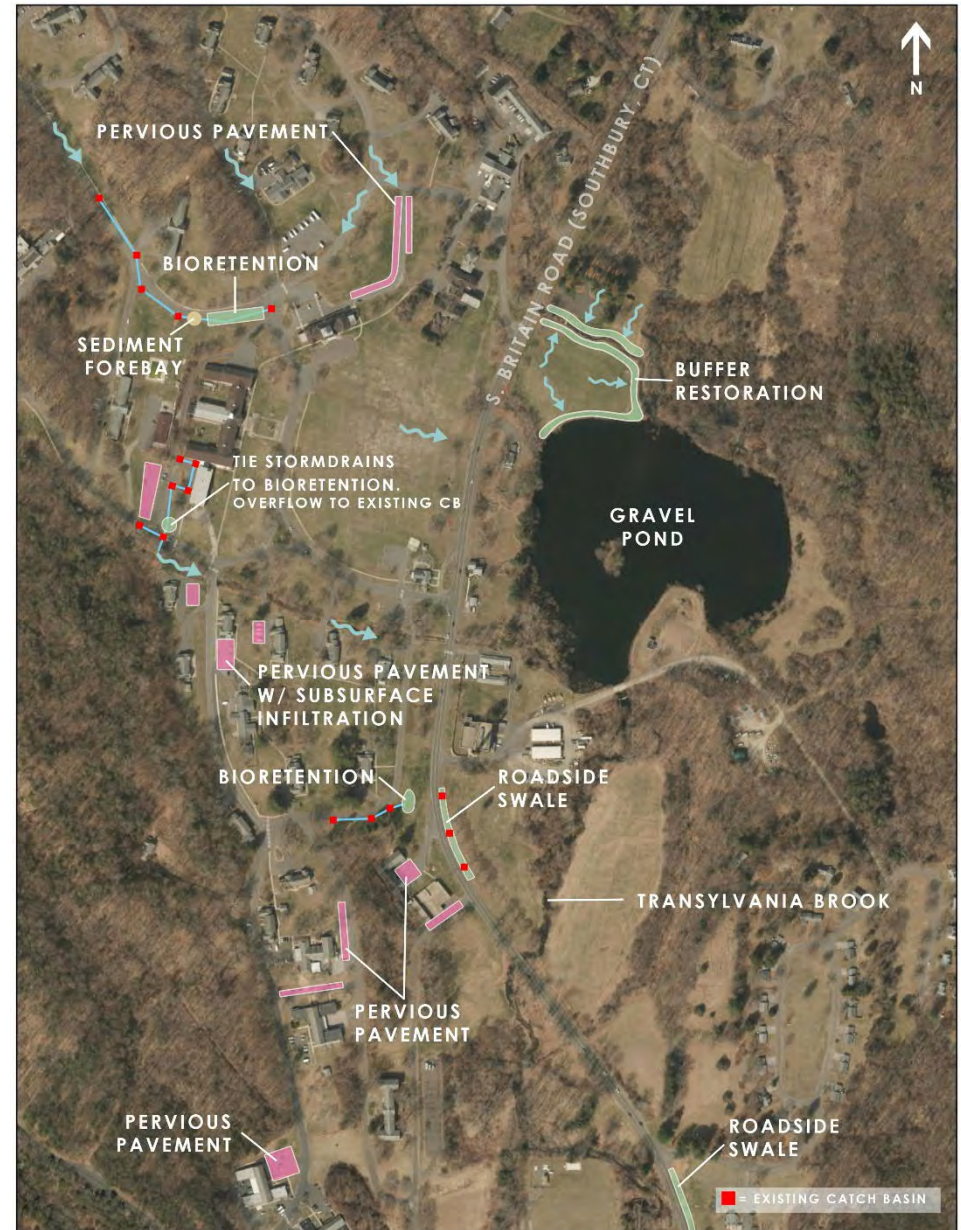 N
PERVIOUS PAVEMENT
S. BRITAIN ROAD (SOUTHBURY, CT)
BIORETENTION
SEDIMENT
FOREBAY
BUFFER
RESTORATION
TIE STORMDRAINS
TO BIORETENTION.
OVERFLOW TO EXISTING CB
GRAVEL
POND
PERVIOUS PAVEMENT
W/ SUBSURFACE
INFILTRATION
BIORETENTION
ROADSIDE
SWALE
TRANSYLVANIA BROOK
PERVIOUS
PAVEMENT
PERVIOUS
PAVEMENT
ROADSIDE
SWALE
= EXISTING CATCH BASIN